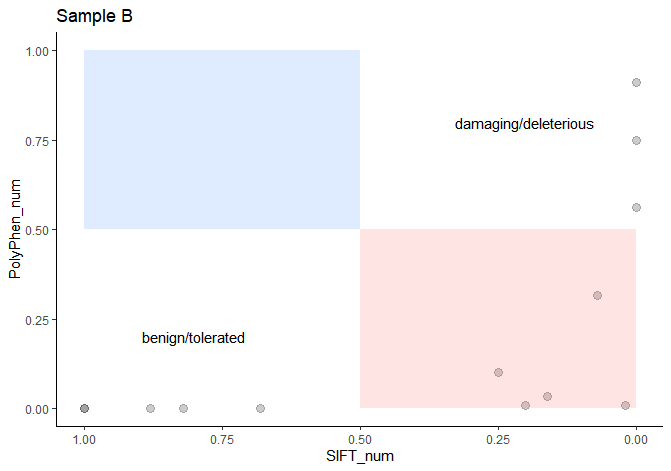 Sample B
1.00
0.75
0.50
0.25
0.00
PolyPhen_num
damaging/deleterious
benign/tolerated
1.00 0.75 0.50 0.25 0.00
SIFT_num